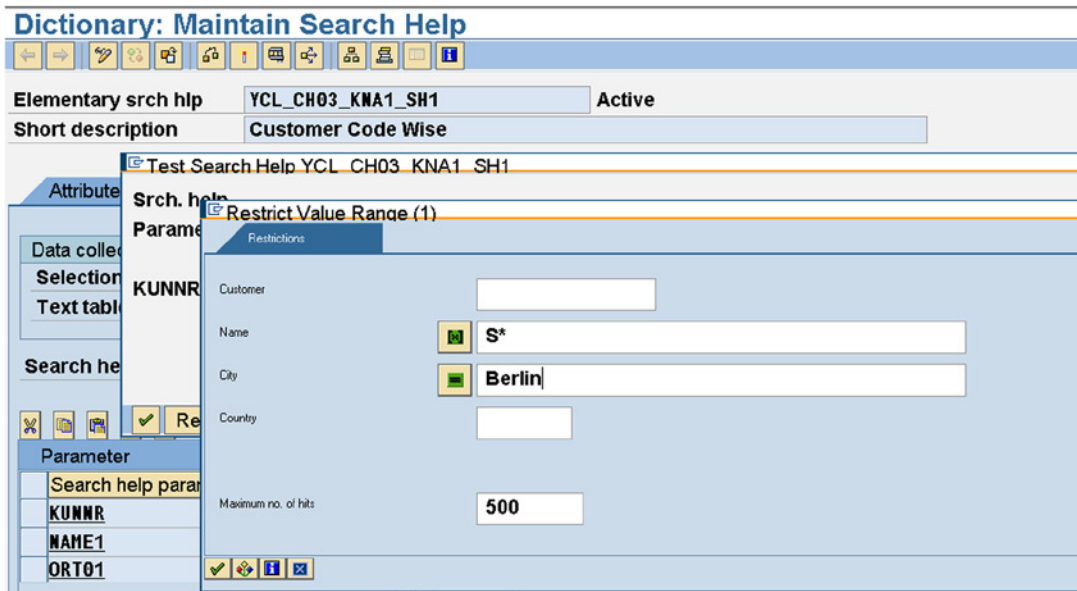 Dictionary: Maintain Search Help
Elementary srch hlp YCL_CH03_KNA1_SH1 Active
Short description Customer Code Wise
Test Search Help YCL_CH03_KNA1_SH1
Attribute
Srch. help
Restrict Value Range (1)
Parame
Restrictions
Data collec
Selection
KUNNR
Customer
Text tabl
Name S*
Search he
City Berlin
Re
Country
Parameter
Search help parar
Maximum no. of hits 500
KUNNR
NAME1
ORT01